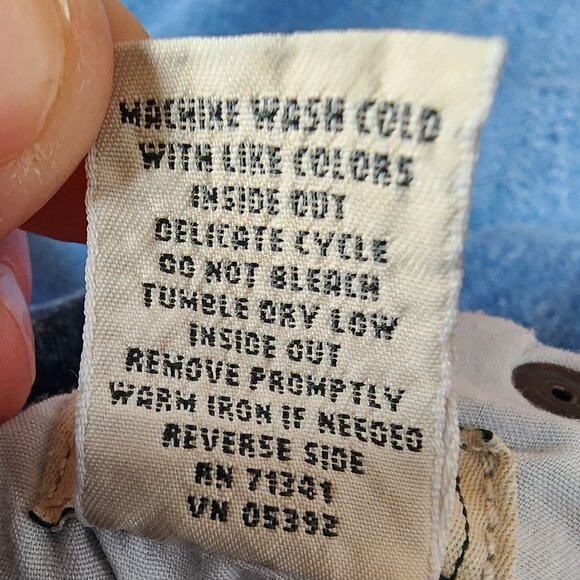 MACHINE WASH COLD
WITH LIKE COLORS
INSIDE OUT
DELICATE CYCLE
DO NOT BLEACH
TUMBLE DRY LOW
INSIDE OUT
REMOVE PROMPTLY
WARM IRON IF NEEDED
REVERSE SIDE
RN 71341
VN 05392